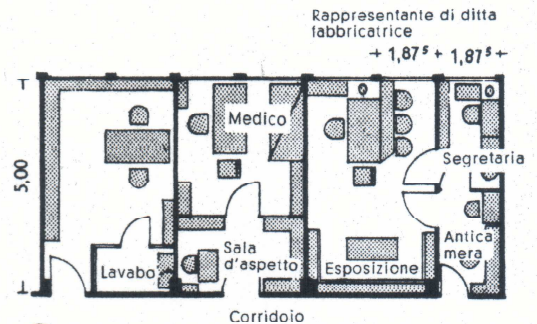 Rappresentante di ditta
fabbricatrice
1,87⁵ 1,87⁵
5,00
Medico
Segretaria
Lavabo
Sala
d'aspetto
Esposizione
Antica
mera
Corridoio